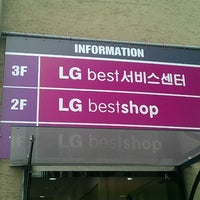 INFORMATION
3F LG best서비스센터
2F LG bestshop
LG bestshop